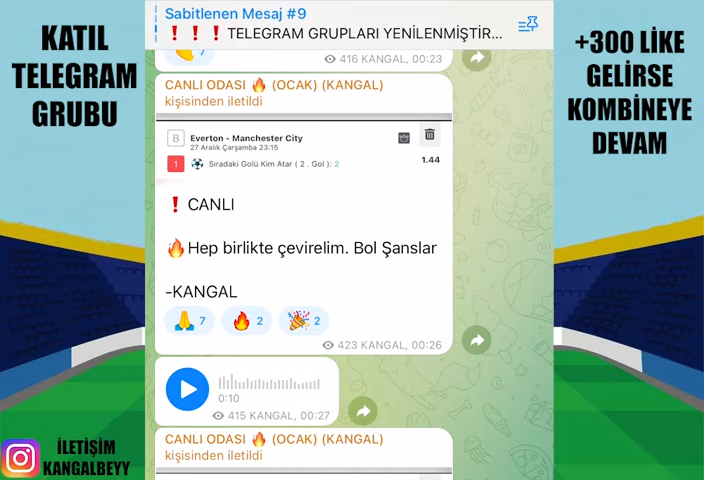 KATIL
TELEGRAM
GRUBU
Sabitlenen Mesaj #9
❗❗❗ TELEGRAM GRUPLARI YENİLENMİŞTİR...
7
416 KANGAL, 00:23
CANLI ODASI 🔥 (OCAK) (KANGAL)
kişisinden iletildi
B Everton - Manchester City
27 Aralık Çarşamba 23:15
1 ⚽ Sıradaki Golü Kim Atar ( 2 . Gol ): 2
1.44
❗ CANLI
🔥Hep birlikte çevirelim. Bol Şanslar
-KANGAL
🙏 7 🔥 2 🎉 2
423 KANGAL, 00:26
0:10
415 KANGAL, 00:27
CANLI ODASI 🔥 (OCAK) (KANGAL)
kişisinden iletildi
+300 LİKE
GELİRSE
KOMBİNEYE
DEVAM
İLETİŞİM
KANGALBEYY